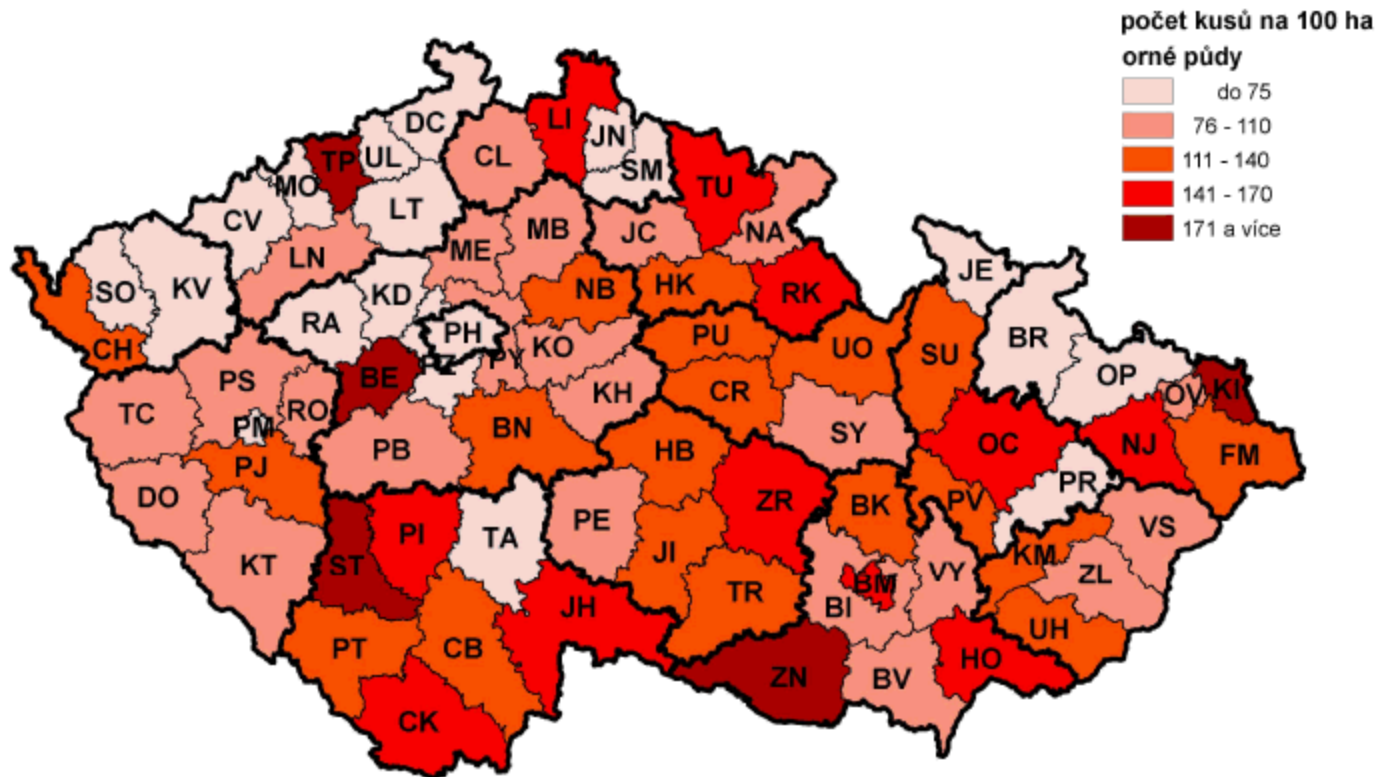 počet kusů na 100 ha
orné půdy
do 75
76 - 110
111 - 140
141 - 170
171 a více
DC
LI
JN
SM
TP
UL
CL
MO
TU
CV
LT
MB
JC
NA
ME
LN
SO
KV
KD
NB
HK
RK
JE
RA
PH
CH
PU
UO
SU
BR
KO
PZ
PY
BE
PS
OP
KI
OV
TC
RO
PM
KH
CR
PB
BN
SY
OC
NJ
FM
HB
PJ
DO
ZR
BK
PV
PR
PI
TA
PE
VS
KT
ST
JI
KM
TR
BM
VY
ZL
BI
JH
PT
CB
UH
HO
ZN
BV
CK